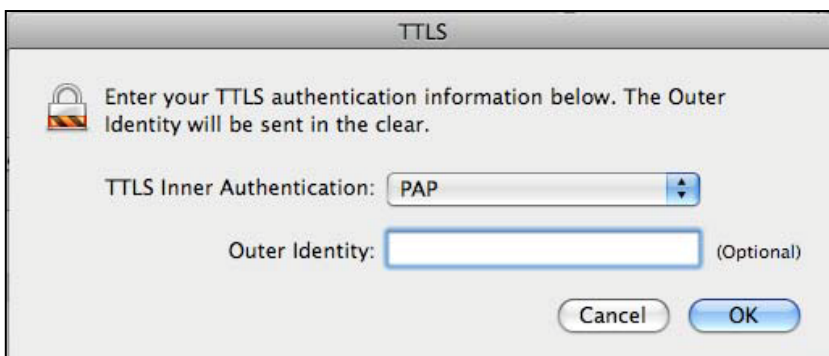 TTLS
Enter your TTLS authentication information below. The Outer
Identity will be sent in the clear.
TTLS Inner Authentication: PAP
Outer Identity: (Optional)
Cancel OK